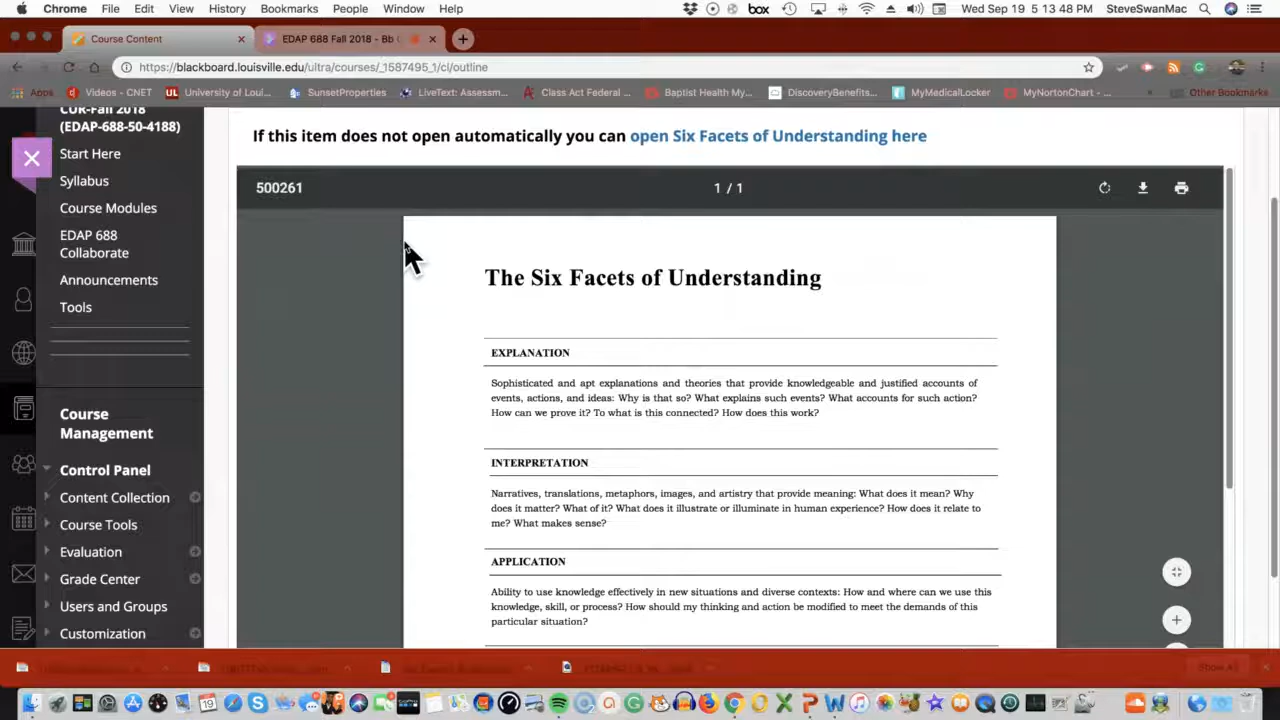 Chrome File Edit View History Bookmarks People Window Help box Wed Sep 19 5:13:48 PM SteveSwanMac
Course Content EDAP 688 Fall 2018 - Bb
https://blackboard.louisville.edu/ultra/courses/_1587495_1/cl/outline
Apps Videos - CNET UL University of Loui... SunsetProperties LiveText: Assessm... Class Act Federal ... Baptist Health My... DiscoveryBenefits... MyMedicalLocker MyNortonChart - ... Other Bookmarks
CUR-Fall 2018
(EDAP-688-50-4188)
Start Here
Syllabus
Course Modules
EDAP 688
Collaborate
Announcements
Tools
Course
Management
Control Panel
Content Collection
Course Tools
Evaluation
Grade Center
Users and Groups
Customization
If this item does not open automatically you can open Six Facets of Understanding here
500261 1 / 1
The Six Facets of Understanding
EXPLANATION
Sophisticated and apt explanations and theories that provide knowledgeable and justified accounts of
events, actions, and ideas: Why is that so? What explains such events? What accounts for such action?
How can we prove it? To what is this connected? How does this work?
INTERPRETATION
Narratives, translations, metaphors, images, and artistry that provide meaning: What does it mean? Why
does it matter? What of it? What does it illustrate or illuminate in human experience? How does it relate to
me? What makes sense?
APPLICATION
Ability to use knowledge effectively in new situations and diverse contexts: How and where can we use this
knowledge, skill, or process? How should my thinking and action be modified to meet the demands of this
particular situation?
Show All